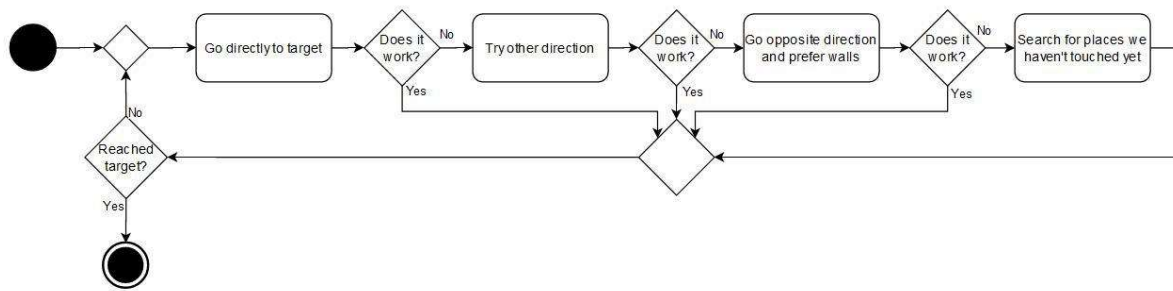 Go directly to target
Does it
work?
No
Yes
Try other direction
Does it
work?
No
Yes
Go opposite direction
and prefer walls
Does it
work?
No
Yes
Search for places we
haven't touched yet
No
Reached
target?
Yes